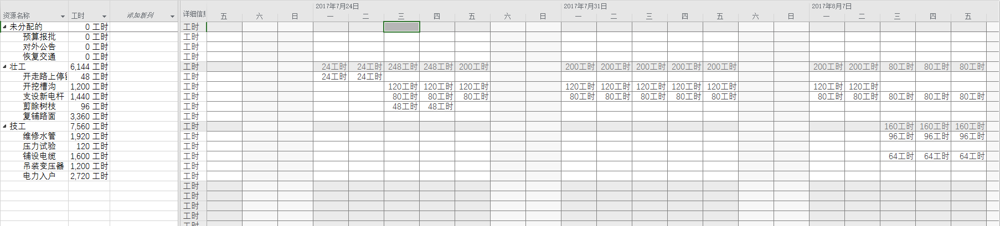 2017年7月24日 2017年7月31日 2017年8月7日
资源名称 工时 添加新列 详细信息 五 六 日 一 二 三 四 五 六 日 一 二 三 四 五 六 日 一 二 三 四 五
未分配的 0 工时 工时
预算报批 0 工时 工时
对外公告 0 工时 工时
恢复交通 0 工时 工时
壮工 6,144 工时 工时 24工时 24工时 248工时 248工时 200工时 200工时 200工时 200工时 200工时 200工时 200工时 200工时 80工时 80工时 80工时
开走路上停 48 工时 工时 24工时 24工时
开挖槽沟 1,200 工时 工时 120工时 120工时 120工时 120工时 120工时 120工时 120工时 120工时 120工时 120工时
支设新电杆 1,440 工时 工时 80工时 80工时 80工时 80工时 80工时 80工时 80工时 80工时 80工时 80工时 80工时 80工时 80工时
剪除树枝 96 工时 工时 48工时 48工时
复铺路面 3,360 工时 工时
技工 7,560 工时 工时 160工时 160工时 160工时
维修水管 1,920 工时 工时 96工时 96工时 96工时
压力试验 120 工时 工时
铺设电缆 1,600 工时 工时 64工时 64工时 64工时
吊装变压器 1,200 工时 工时
电力入户 2,720 工时 工时
工时
工时
工时
工时
工时